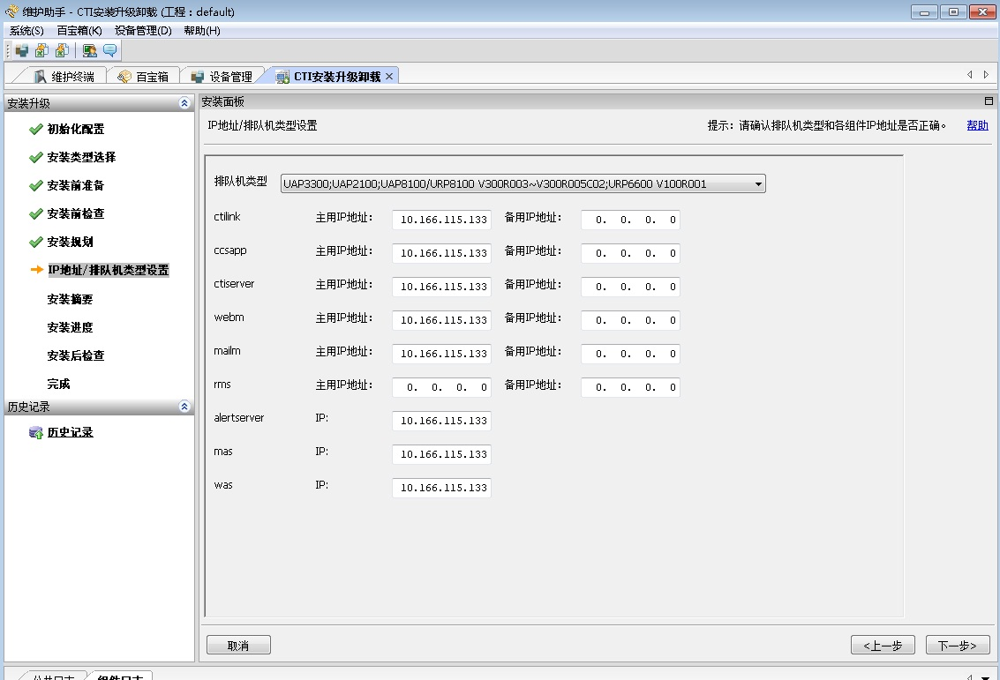 维护助手 - CTI安装升级卸载 (工程：default)
系统(S) 百宝箱(K) 设备管理(D) 帮助(H)
维护终端 百宝箱 设备管理 CTI安装升级卸载
安装升级
初始化配置
安装类型选择
安装前准备
安装前检查
安装规划
IP地址/排队机类型设置
安装摘要
安装进度
安装后检查
完成
历史记录
历史记录
安装面板
IP地址/排队机类型设置 提示：请确认排队机类型和各组件IP地址是否正确。 帮助
排队机类型 UAP3300;UAP2100;UAP8100/URP8100 V300R003~V300R005C02;URP6600 V100R001
ctilink 主用IP地址： 10.166.115.133 备用IP地址： 0. 0. 0. 0
ccsapp 主用IP地址： 10.166.115.133 备用IP地址： 0. 0. 0. 0
ctiserver 主用IP地址： 10.166.115.133 备用IP地址： 0. 0. 0. 0
webm 主用IP地址： 10.166.115.133 备用IP地址： 0. 0. 0. 0
mailm 主用IP地址： 10.166.115.133 备用IP地址： 0. 0. 0. 0
rms 主用IP地址： 0. 0. 0. 0 备用IP地址： 0. 0. 0. 0
alertserver IP: 10.166.115.133
mas IP: 10.166.115.133
was IP: 10.166.115.133
取消 <上一步 下一步>
公共日志 组件日志